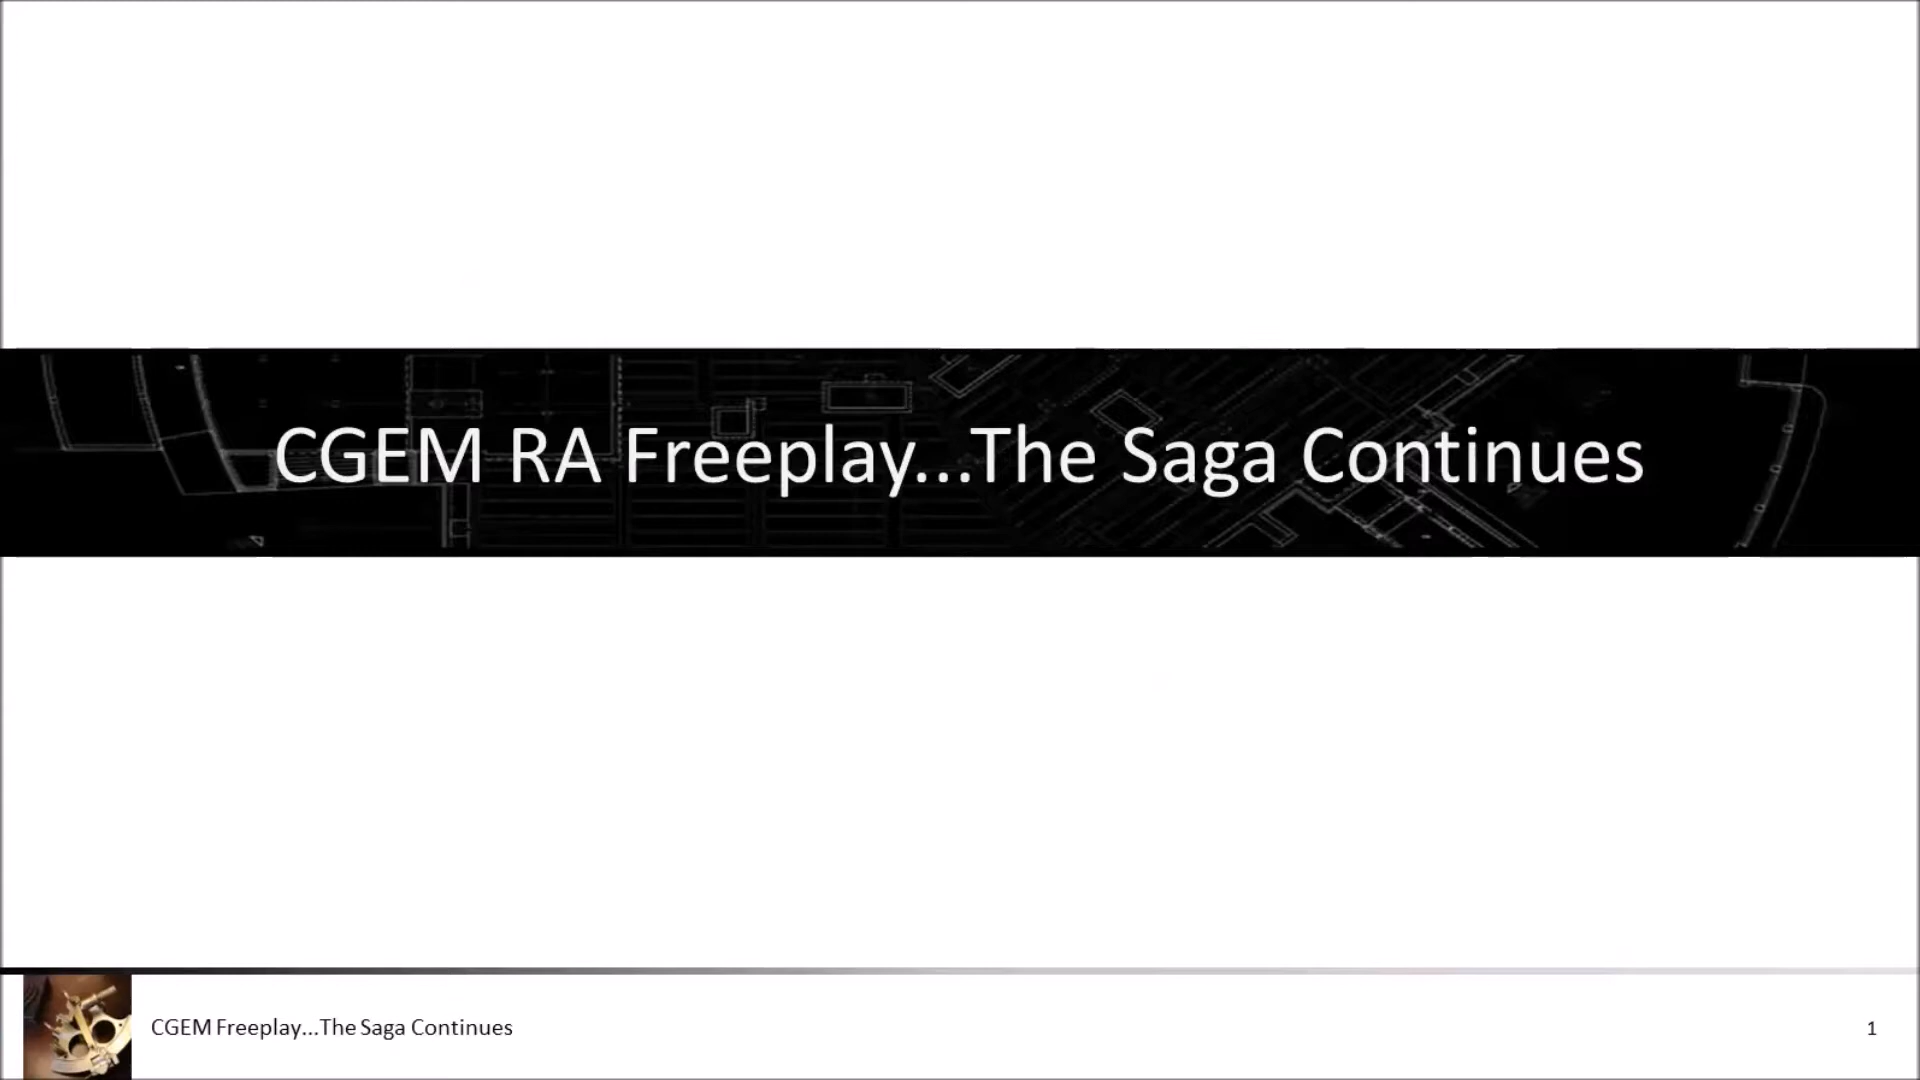 CGEM RA Freeplay...The Saga Continues
CGEM Freeplay...The Saga Continues
1